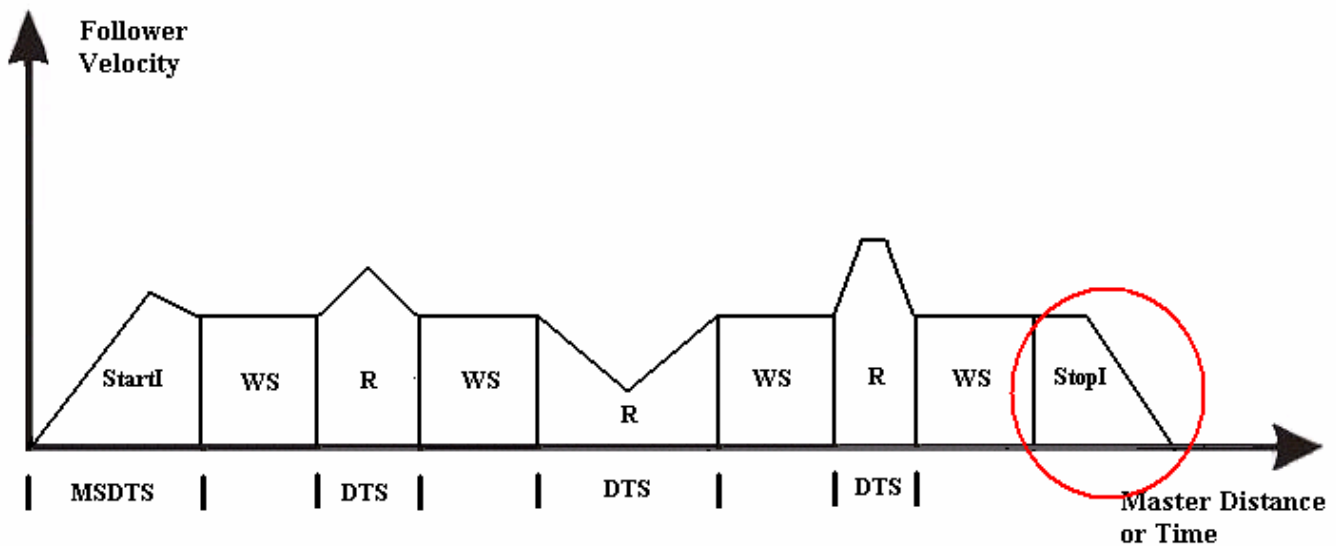 Follower
Velocity
StartI
WS
R
WS
R
WS
R
WS
StopI
MSDTS
DTS
DTS
DTS
Master Distance
or Time